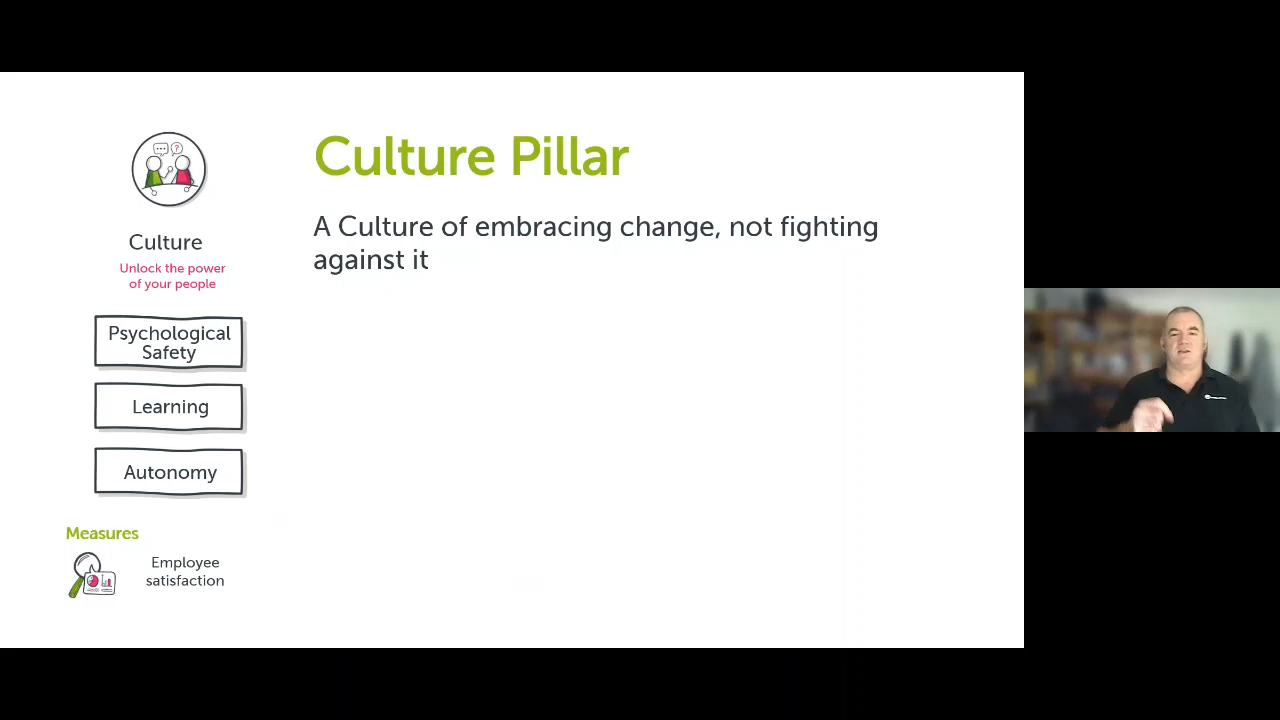 Culture Pillar
A Culture of embracing change, not fighting
against it
Culture
Unlock the power
of your people
Psychological
Safety
Learning
Autonomy
Measures
Employee
satisfaction